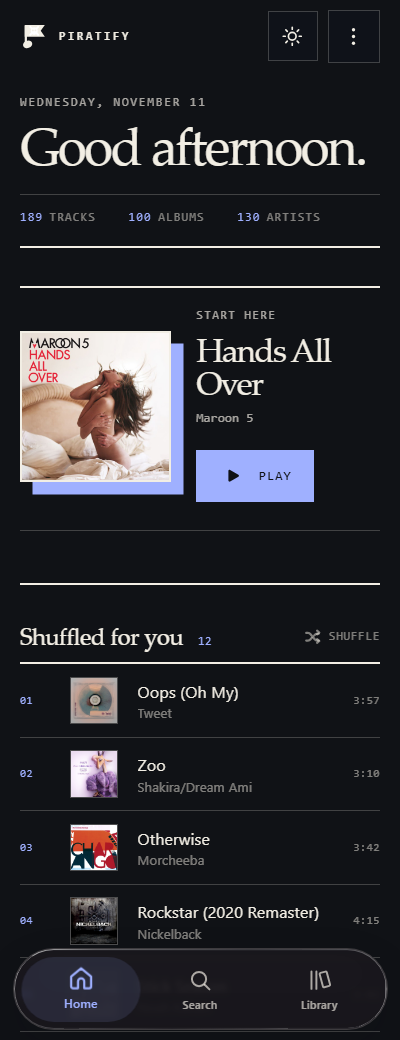 PIRATIFY
WEDNESDAY, NOVEMBER 11
Good afternoon.
189 TRACKS 100 ALBUMS 130 ARTISTS
START HERE
MAROON 5
HANDS
ALL
OVER
Hands All
Over
Maroon 5
PLAY
Shuffled for you 12 SHUFFLE
01 Oops (Oh My) 3:57
Tweet
02 Zoo 3:10
Shakira/Dream Ami
03 Otherwise 3:42
Morcheeba
04 Rockstar (2020 Remaster) 4:15
NICKELBACK
Nickelback
Home Search Library